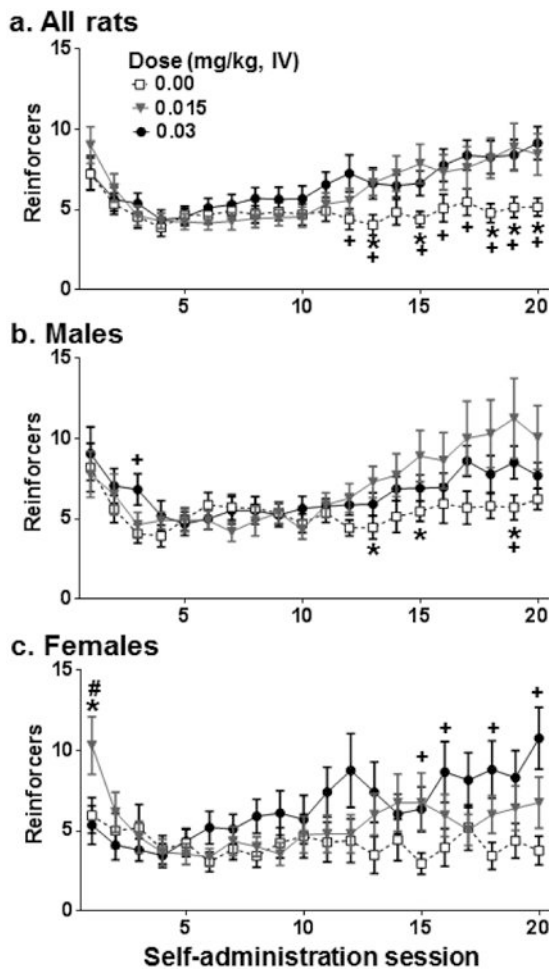 a. All rats
Dose (mg/kg, IV)
0.00
0.015
0.03
Reinforcers
15
10
5
0
+ * + * + + + * + * + * +
5 10 15 20
b. Males
Reinforcers
15
10
5
0
+
* * * +
5 10 15 20
c. Females
Reinforcers
15
10
5
0
#
*
+ + + +
5 10 15 20
Self-administration session